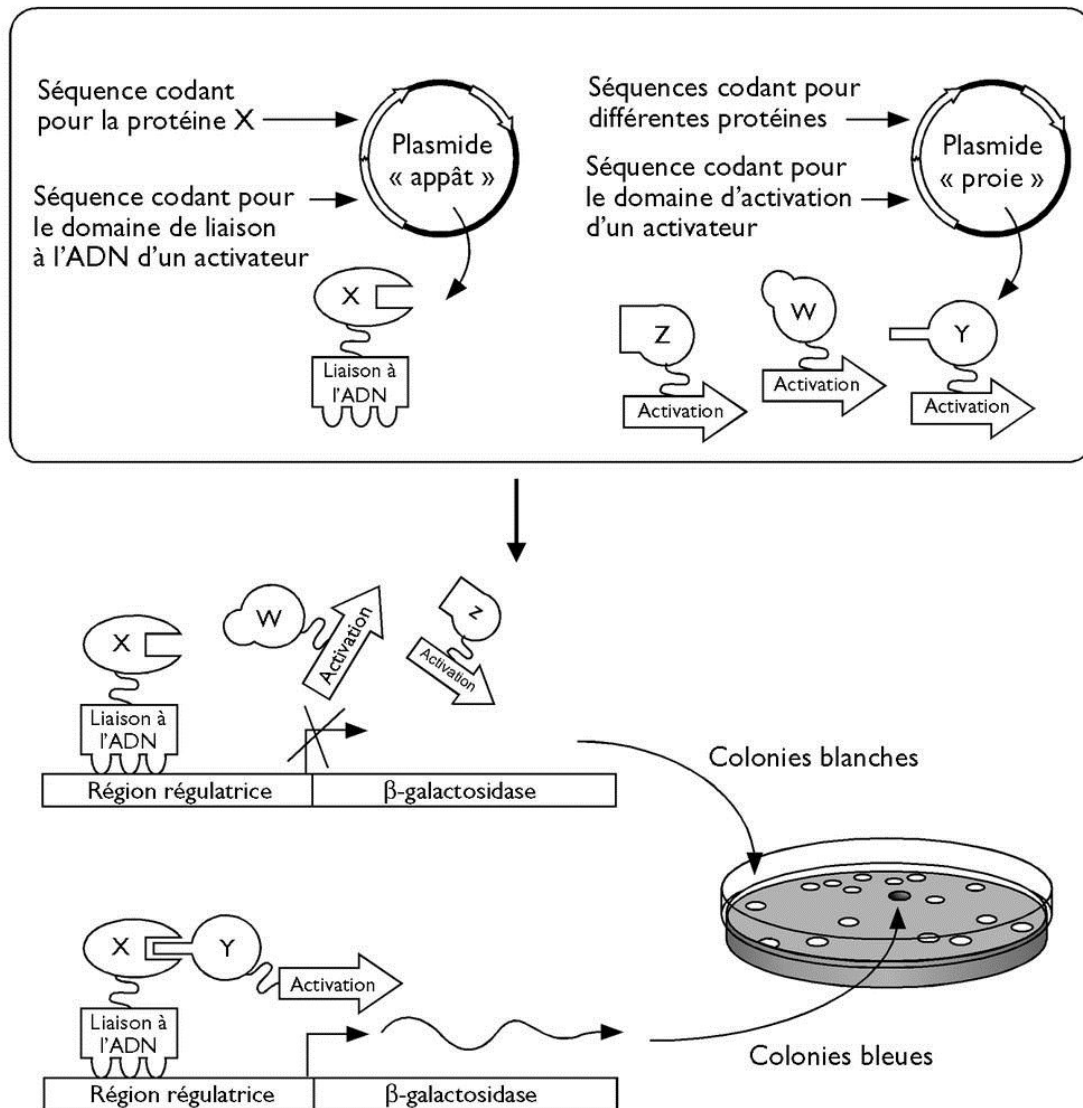 Séquence codant
pour la protéine X
Plasmide
« appât »
Séquence codant pour
le domaine de liaison
à l'ADN d'un activateur
X
Liaison à
l'ADN
Séquences codant pour
différentes protéines
Plasmide
« proie »
Séquence codant pour
le domaine d'activation
d'un activateur
Z
Activation
W
Activation
Y
Activation
X
Liaison à
l'ADN
W
Activation
z
Activation
Région régulatrice
β-galactosidase
Colonies blanches
X
Y
Activation
Liaison à
l'ADN
Région régulatrice
β-galactosidase
Colonies bleues